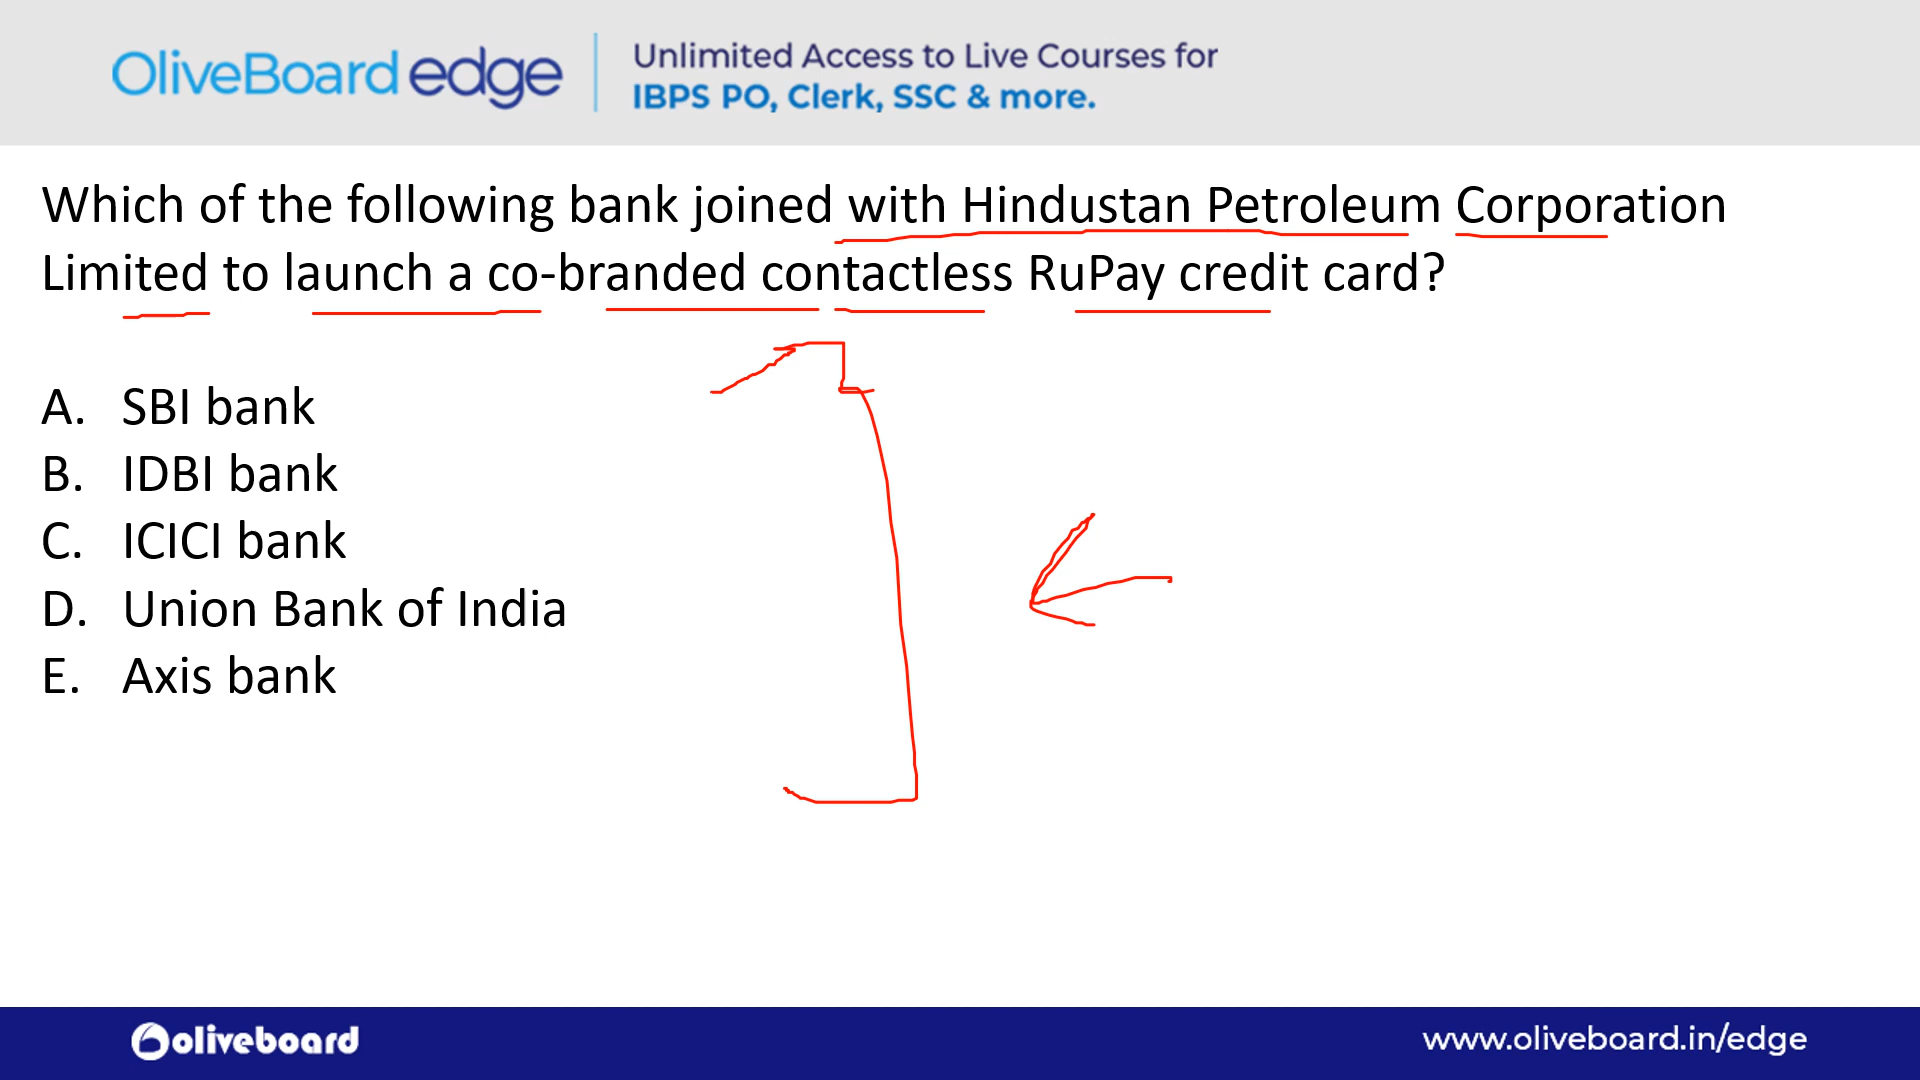 OliveBoard edge
Unlimited Access to Live Courses for
IBPS PO, Clerk, SSC & more.
Which of the following bank joined with Hindustan Petroleum Corporation
Limited to launch a co-branded contactless RuPay credit card?
A. SBI bank
B. IDBI bank
C. ICICI bank
D. Union Bank of India
E. Axis bank
oliveboard
www.oliveboard.in/edge